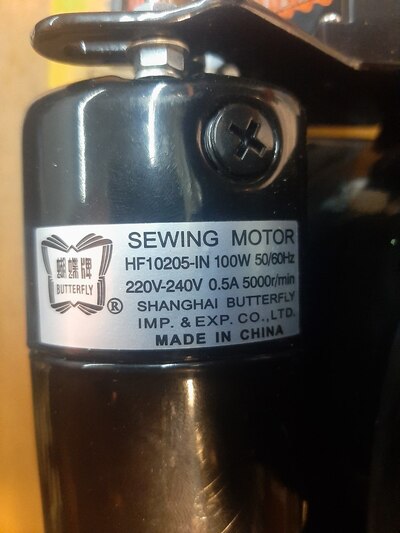 SEWING MOTOR
HF10205-IN 100W 50/60Hz
220V-240V 0.5A 5000r/min
SHANGHAI BUTTERFLY
IMP. & EXP. CO., LTD.
MADE IN CHINA
蝴蝶牌
BUTTERFLY
®